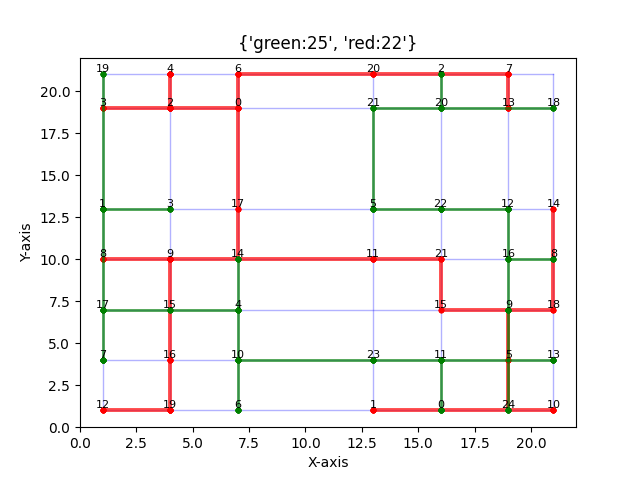 {'green:25', 'red:22'}
19 4 6 20 2 7
20.0
3 2 0 21 20 13 18
17.5
15.0
1 3 17 5 22 12 14
12.5
8 9 14 11 21 16 8
10.0
17 15 4 15 9 18
7.5
7 16 10 23 11 5 13
5.0
2.5
12 19 6 1 0 24 10
0.0
0.0 2.5 5.0 7.5 10.0 12.5 15.0 17.5 20.0
X-axis
Y-axis